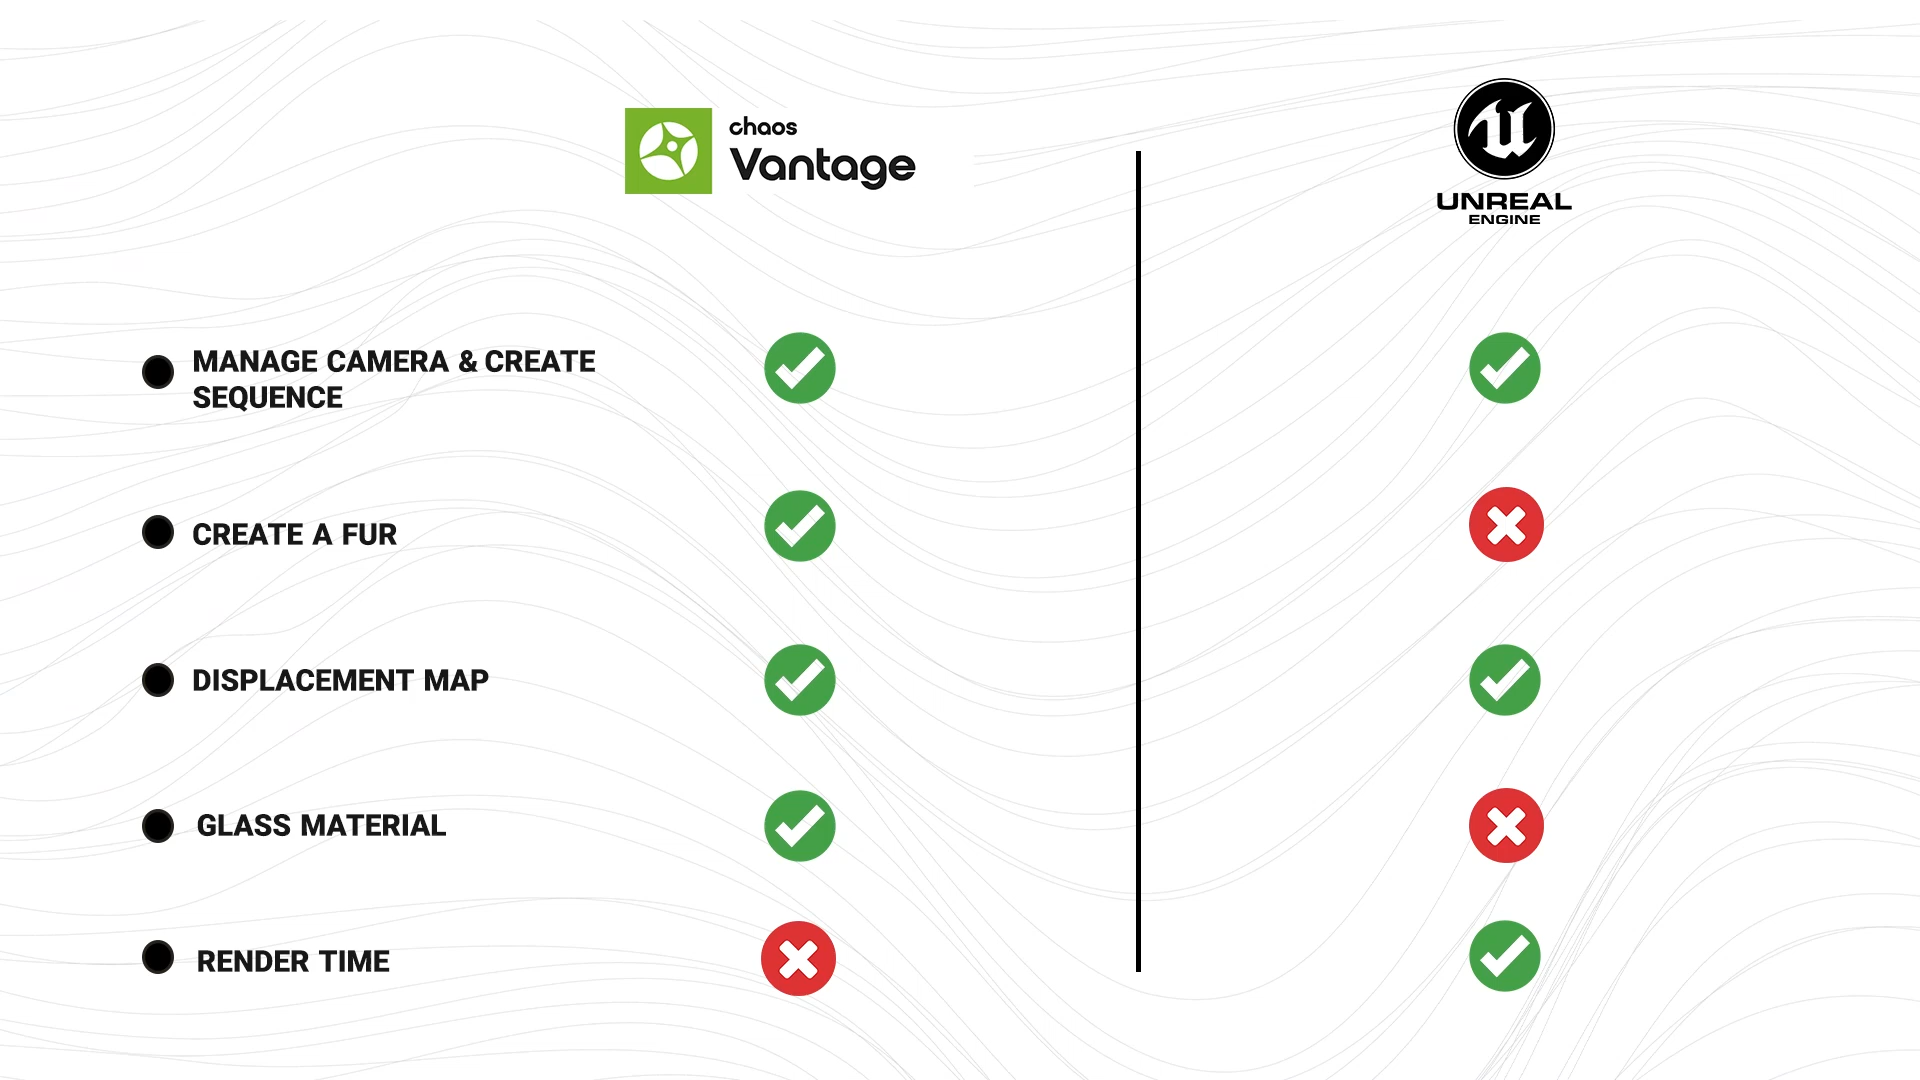 chaos
Vantage
UNREAL
ENGINE
MANAGE CAMERA & CREATE
SEQUENCE
CREATE A FUR
DISPLACEMENT MAP
GLASS MATERIAL
RENDER TIME